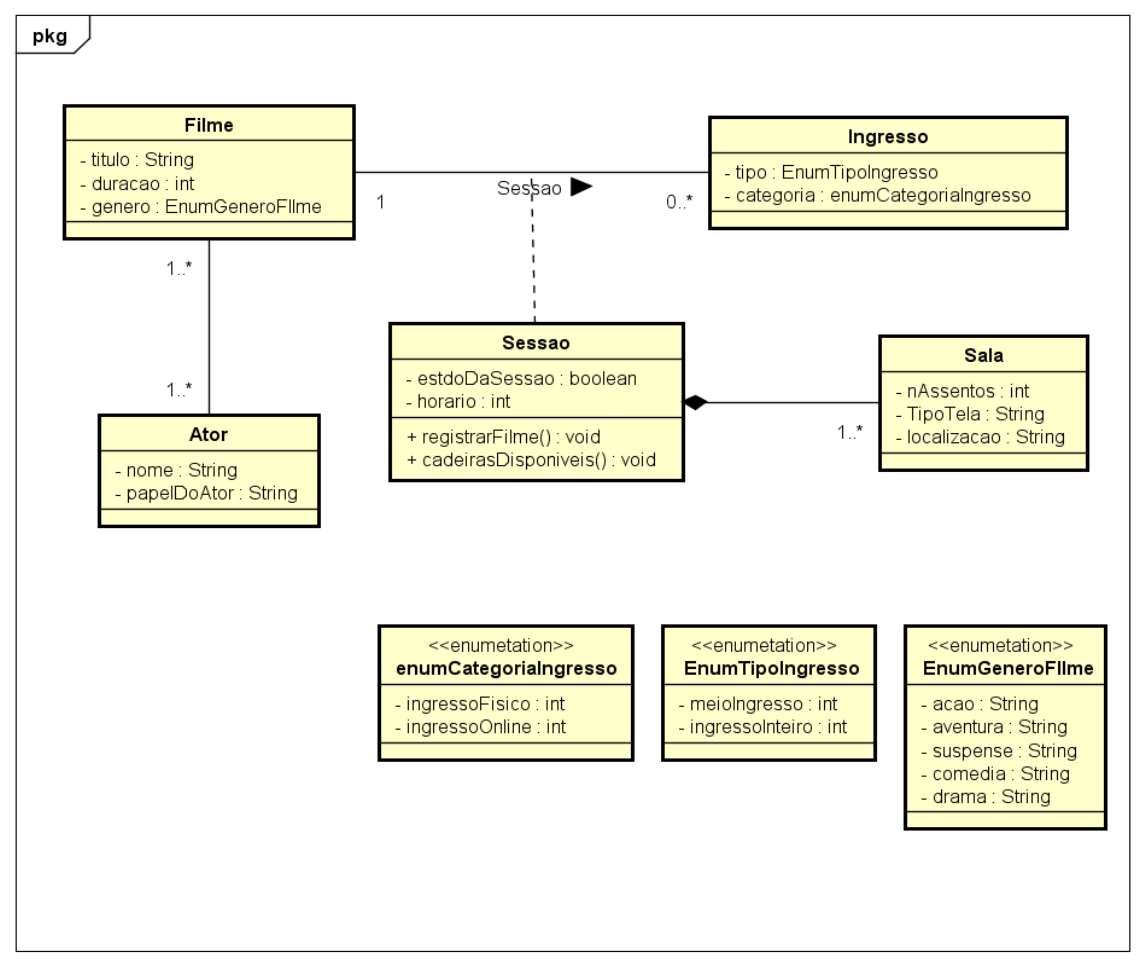 pkg
Filme
- titulo : String
- duracao : int
- genero : EnumGeneroFIlme
1
Sessao
0..*
Ingresso
- tipo : EnumTipoIngresso
- categoria : enumCategoriaIngresso
1..*
1..*
Ator
- nome : String
- papelDoAtor : String
Sessao
- estdoDaSessao : boolean
- horario : int
+ registrarFilme() : void
+ cadeirasDisponiveis() : void
1..*
Sala
- nAssentos : int
- TipoTela : String
- localizacao : String
<<enumetation>>
enumCategoriaIngresso
- ingressoFisico : int
- ingressoOnline : int
<<enumetation>>
EnumTipoIngresso
- meioIngresso : int
- ingressoInteiro : int
<<enumetation>>
EnumGeneroFIlme
- acao : String
- aventura : String
- suspense : String
- comedia : String
- drama : String